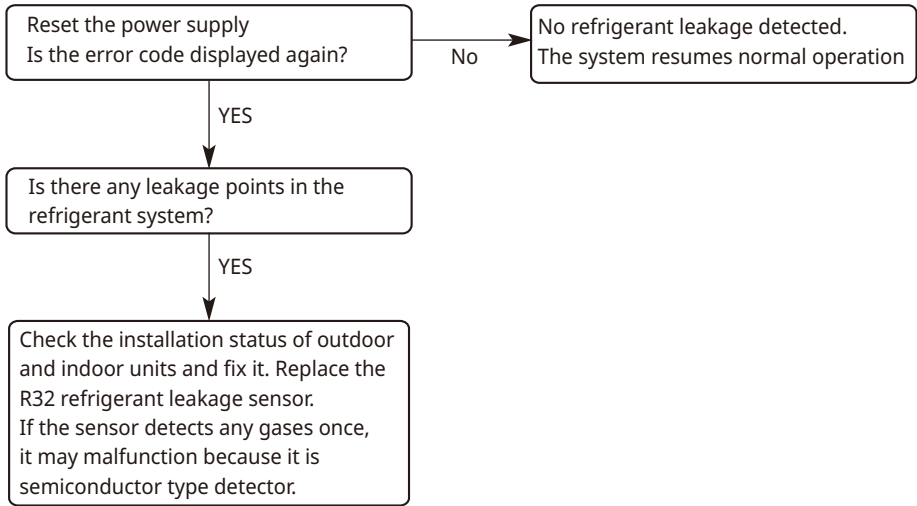 Reset the power supply
Is the error code displayed again?
No
No refrigerant leakage detected.
The system resumes normal operation
YES
Is there any leakage points in the
refrigerant system?
YES
Check the installation status of outdoor
and indoor units and fix it. Replace the
R32 refrigerant leakage sensor.
If the sensor detects any gases once,
it may malfunction because it is
semiconductor type detector.